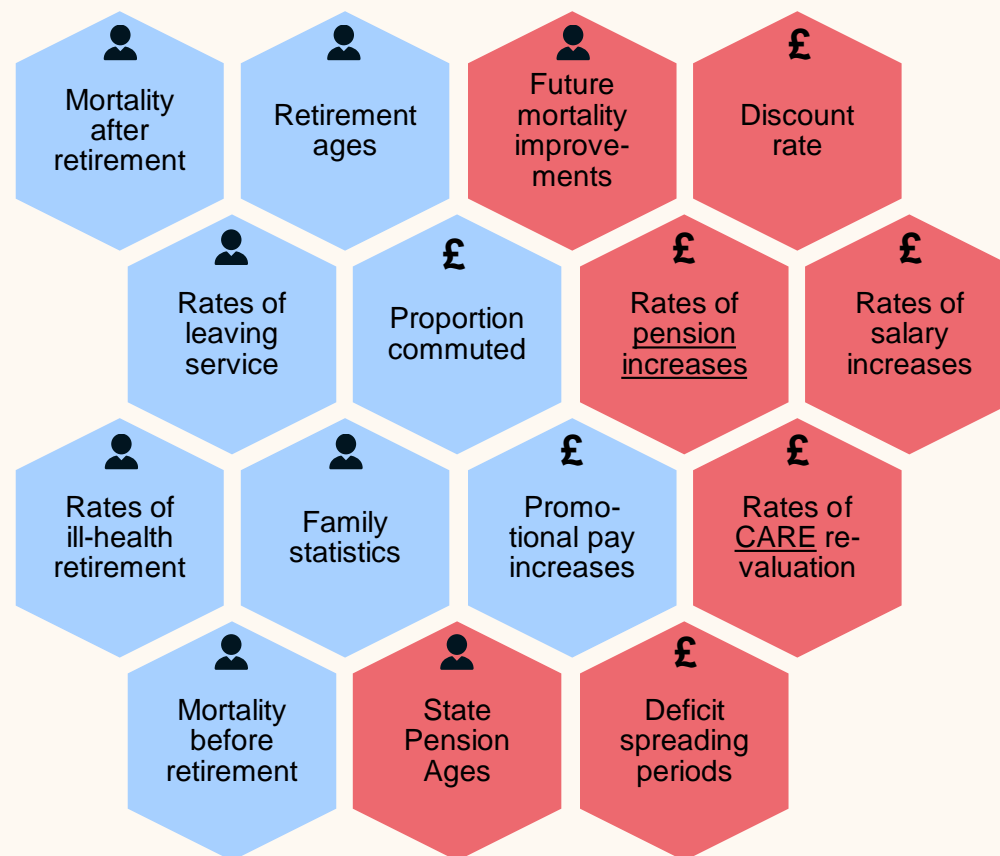 Mortality
after
retirement
Retirement
ages
Future
mortality
improve-
ments
£
Discount
rate
Rates of
leaving
service
£
Proportion
commuted
£
Rates of
pension
increases
£
Rates of
salary
increases
Rates of
ill-health
retirement
Family
statistics
£
Promo-
tional pay
increases
£
Rates of
CARE re-
valuation
Mortality
before
retirement
State
Pension
Ages
£
Deficit
spreading
periods